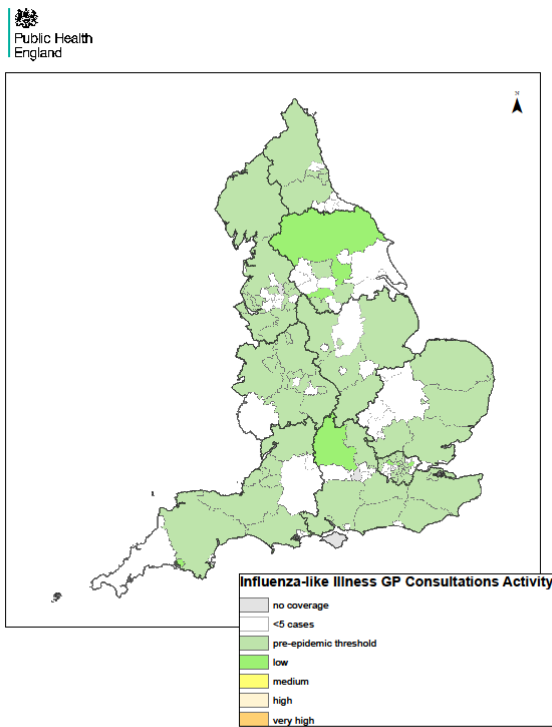 Public Health
England
N
Influenza-like Illness GP Consultations Activity
no coverage
<5 cases
pre-epidemic threshold
low
medium
high
very high